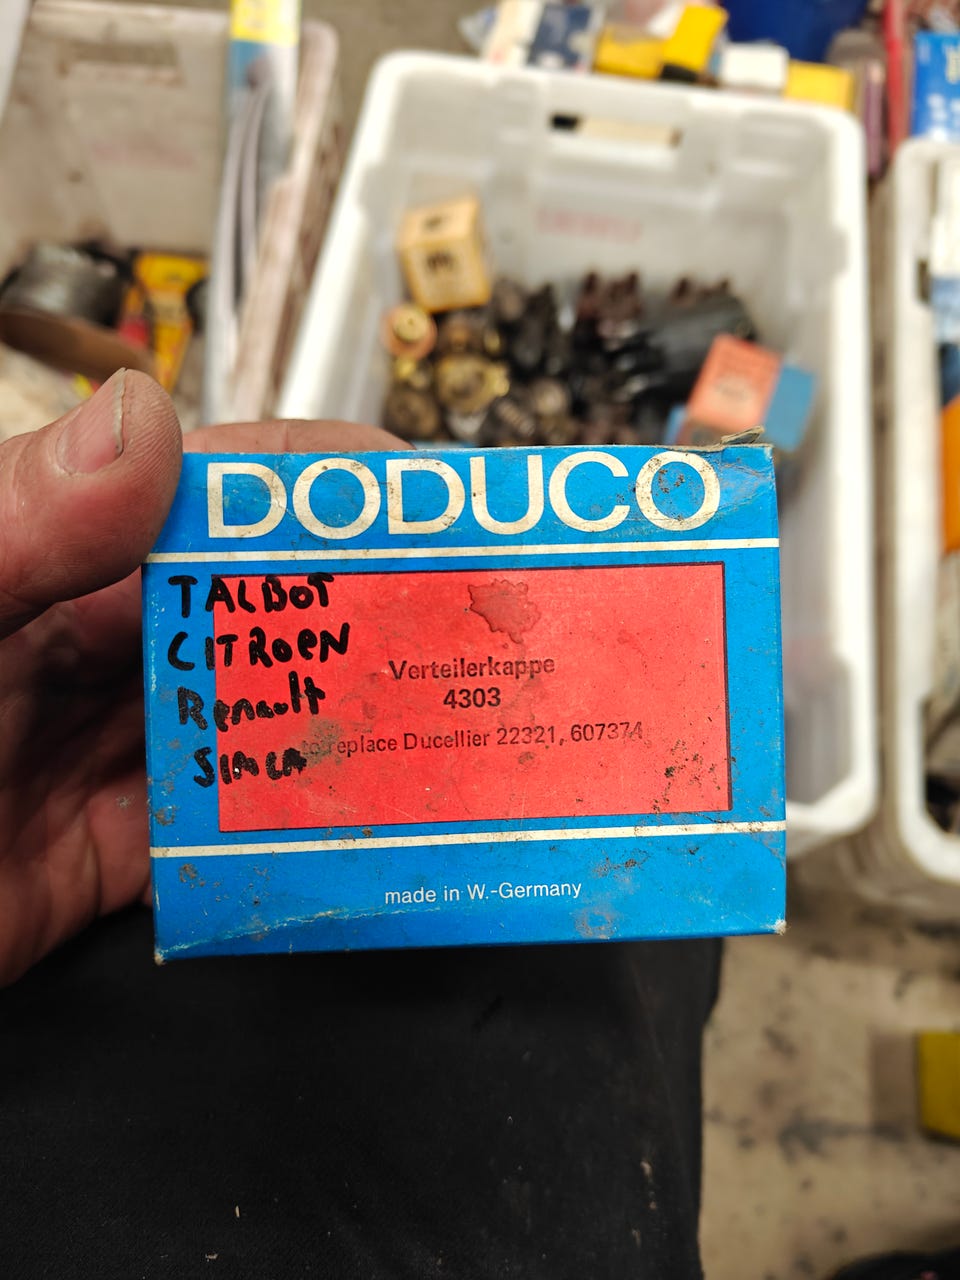 DODUCO
TALBOT
CITROEN
Renault
SIMCA
Verteilerkappe
4303
to replace Ducellier 22321, 607374
made in W.-Germany